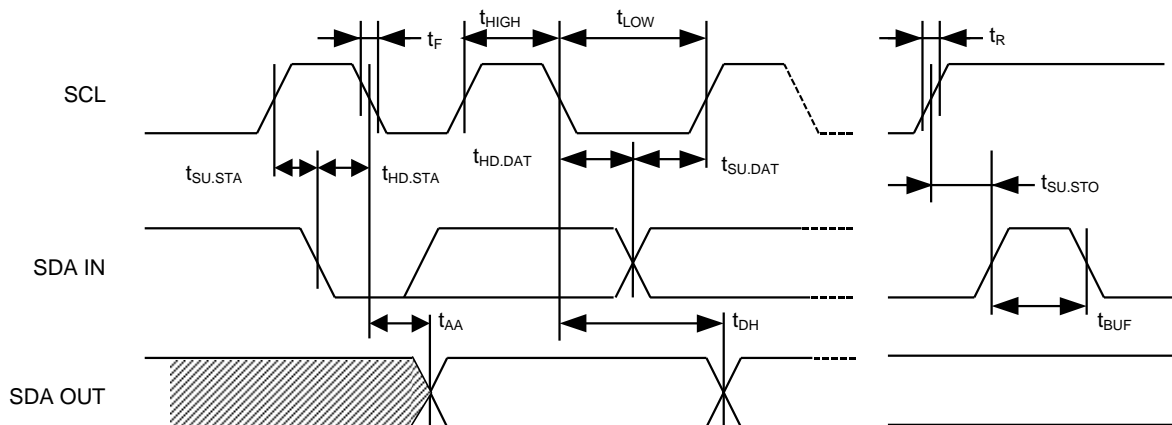 tHIGH
tLOW
tF
tR
SCL
tSU.STA
tHD.STA
tHD.DAT
tSU.DAT
tSU.STO
SDA IN
tAA
tDH
tBUF
SDA OUT